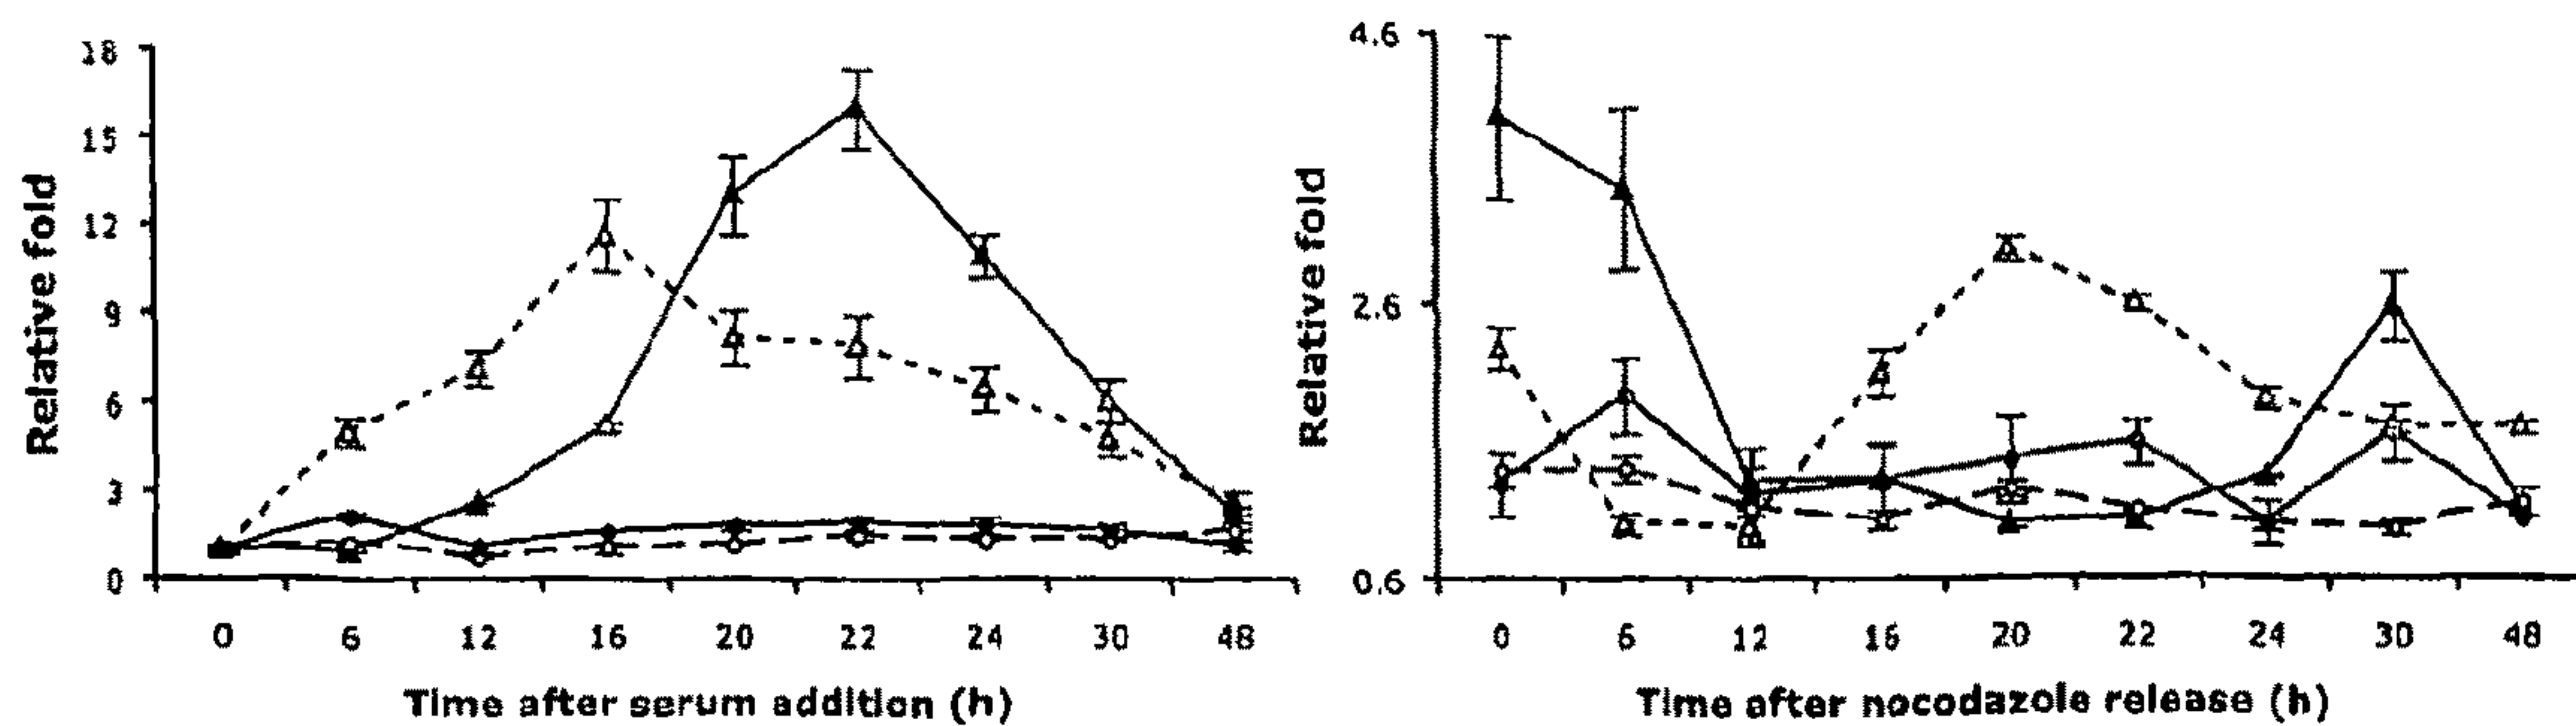 18
15
12
9
6
3
0
Relative fold
0 6 12 16 20 22 24 30 48
Time after serum addition (h)
4.6
2.6
0.6
Relative fold
0 6 12 16 20 22 24 30 48
Time after nocodazole release (h)